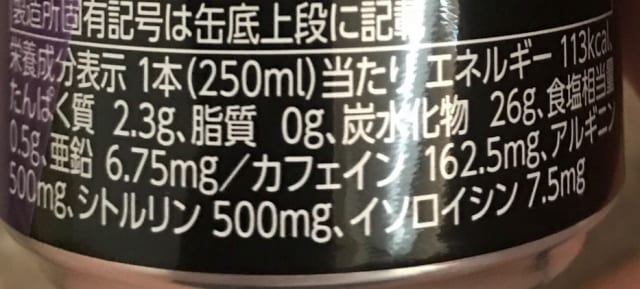 製造所固有記号は缶底上段に記載
栄養成分表示 1本(250ml)当たり エネルギー 113kcal、
たんぱく質 2.3g、脂質 0g、炭水化物 26g、食塩相当量
0.5g、亜鉛 6.75mg／カフェイン 162.5mg、アルギニン
500mg、シトルリン 500mg、イソロイシン 7.5mg